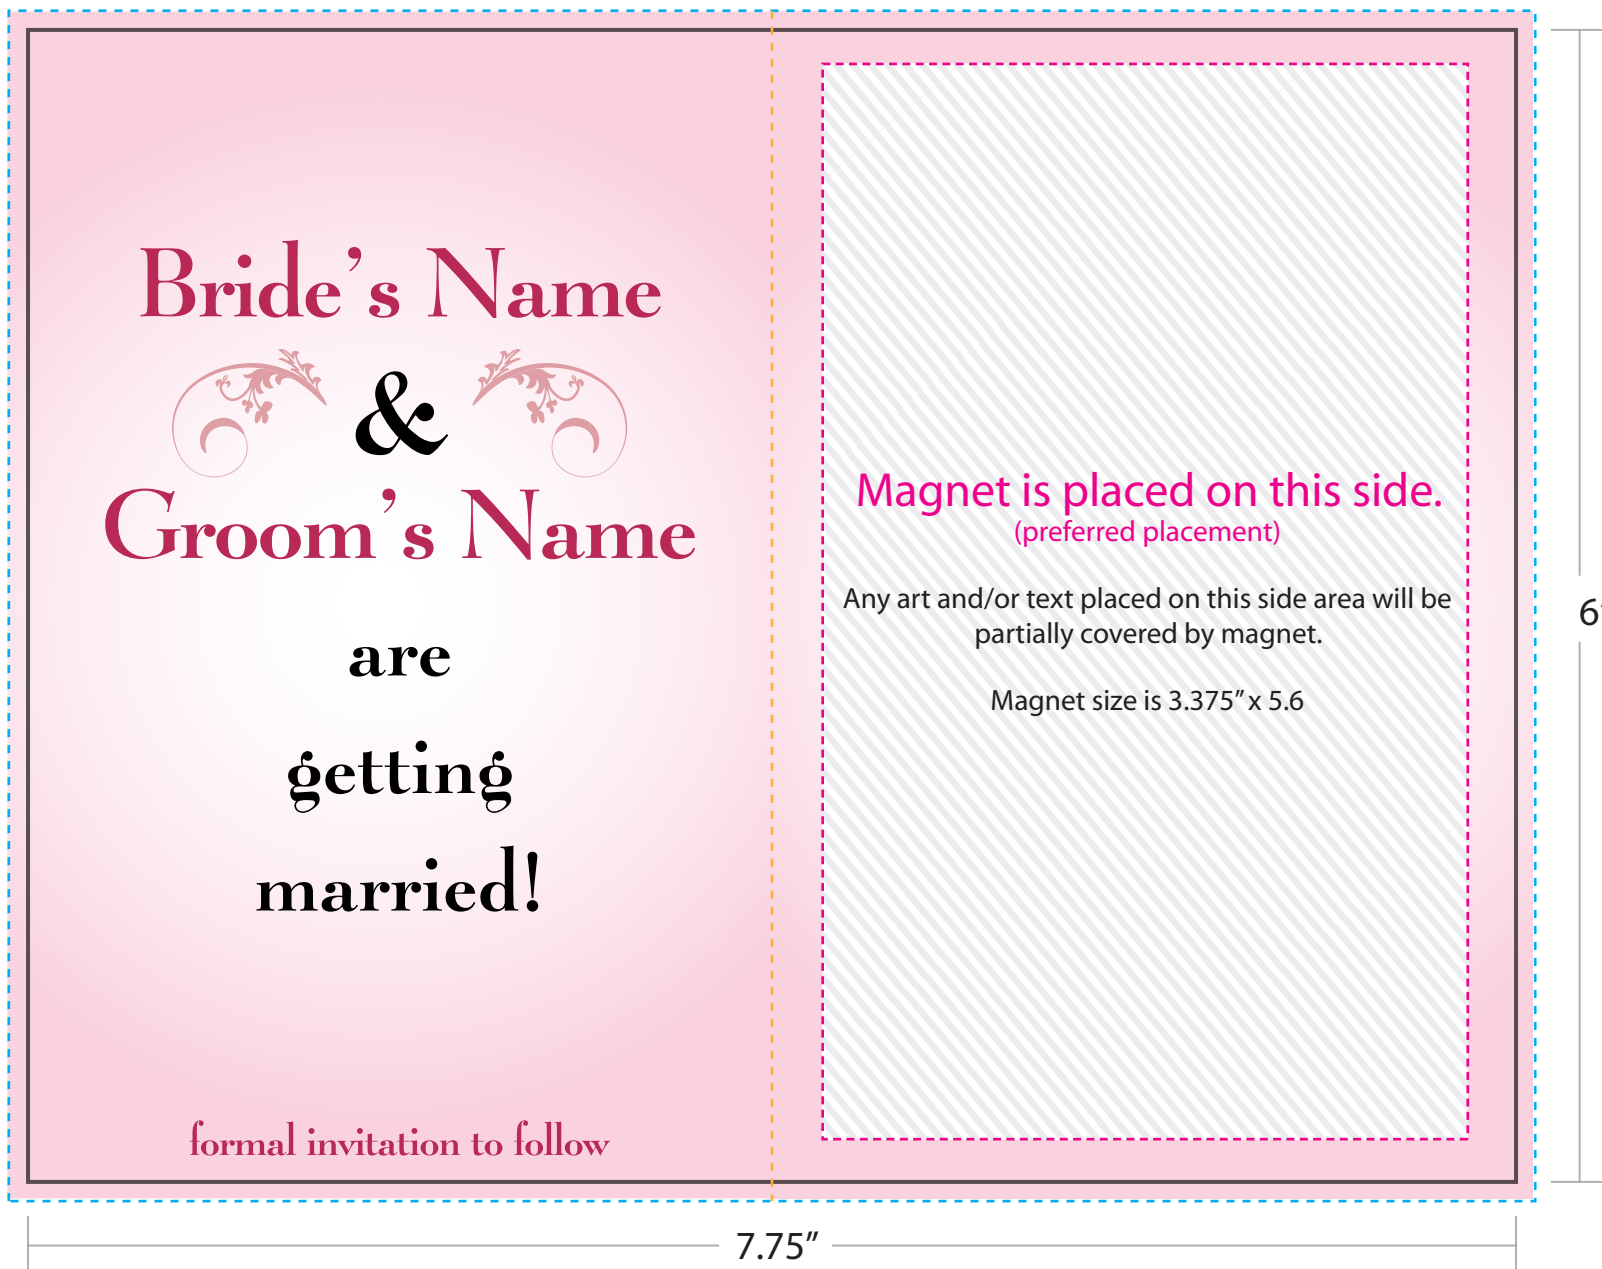 Bride’s Name
&
Groom’s Name
are
getting
married!
formal invitation to follow
Magnet is placed on this side.
(preferred placement)
Any art and/or text placed on this side area will be
partially covered by magnet.
Magnet size is 3.375” x 5.6
6”
7.75”